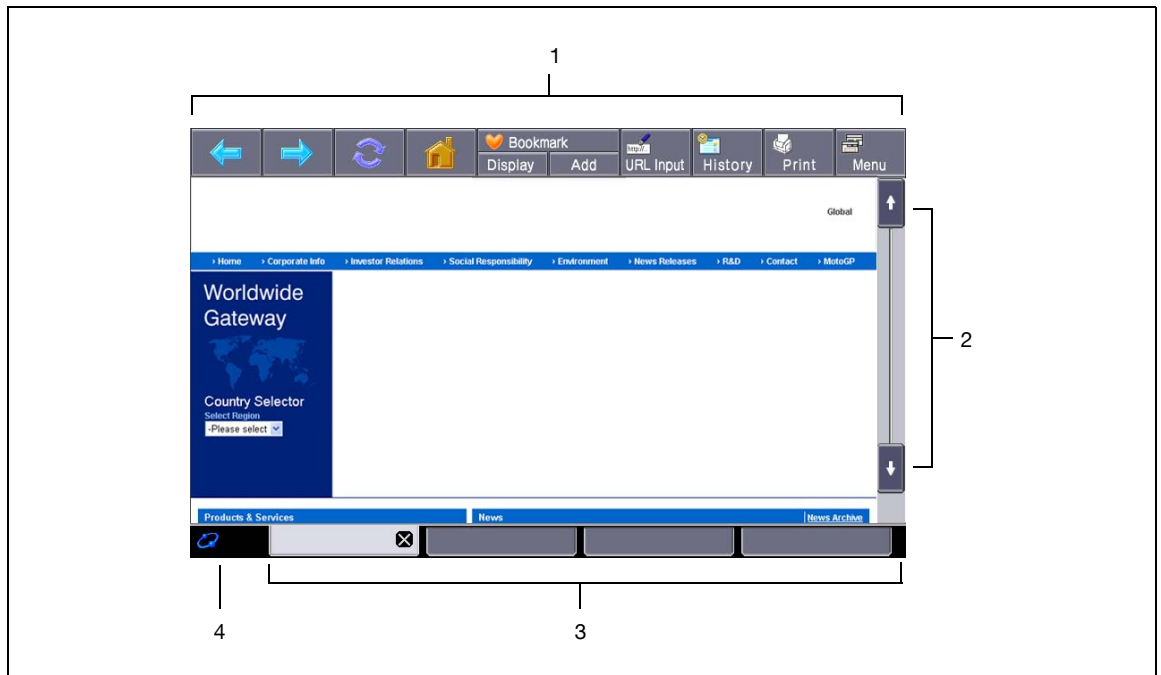 1
Bookmark
Display Add
http://.
URL Input
History
Print
Menu
Global
› Home › Corporate Info › Investor Relations › Social Responsibility › Environment › News Releases › R&D › Contact › MotoGP
Worldwide
Gateway
2
Country Selector
Select Region
-Please select
Products & Services News News Archive
4 3